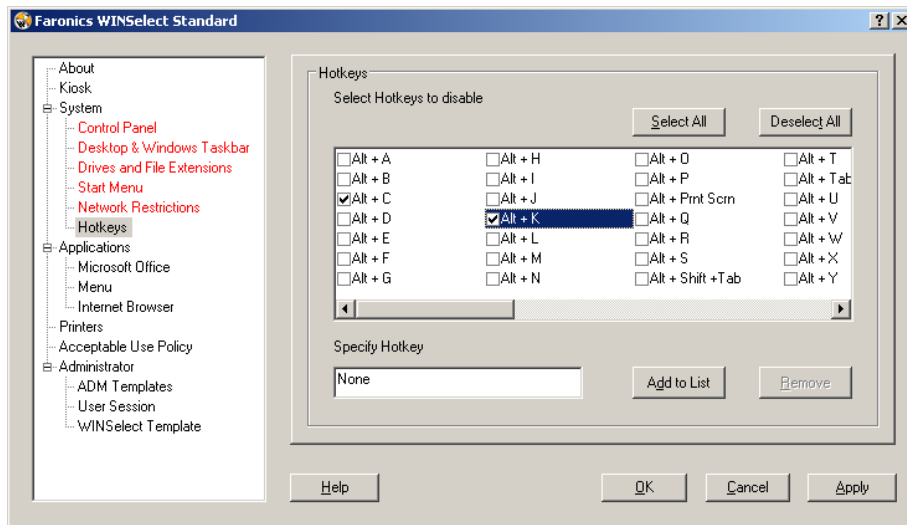 Faronics WINSelect Standard
About
Kiosk
System
Control Panel
Desktop & Windows Taskbar
Drives and File Extensions
Start Menu
Network Restrictions
Hotkeys
Applications
Microsoft Office
Menu
Internet Browser
Printers
Acceptable Use Policy
Administrator
ADM Templates
User Session
WINSelect Template
Hotkeys
Select Hotkeys to disable
Select All Deselect All
Alt + A Alt + H Alt + O Alt + T
Alt + B Alt + I Alt + P Alt + Tab
Alt + C Alt + J Alt + Prnt Scrn Alt + U
Alt + D Alt + K Alt + Q Alt + V
Alt + E Alt + L Alt + R Alt + W
Alt + F Alt + M Alt + S Alt + X
Alt + G Alt + N Alt + Shift +Tab Alt + Y
Specify Hotkey
None Add to List Remove
Help OK Cancel Apply